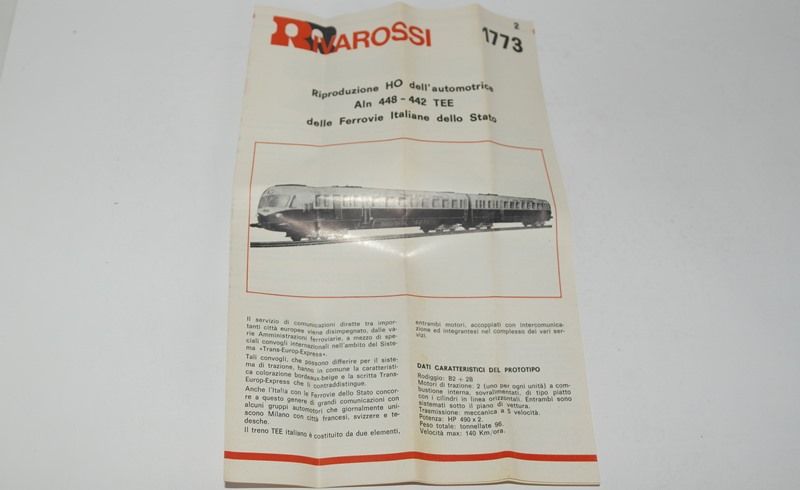 RIVAROSSI
2
1773
Riproduzione HO dell'automotrice
Aln 448 - 442 TEE
delle Ferrovie Italiane dello Stato
Il servizio di comunicazioni dirette tra impor-
tanti città europee viene disimpegnato, dalle va-
rie Amministrazioni ferroviarie, a mezzo di spe-
ciali convogli internazionali nell'ambito del Siste-
ma «Trans-Europ-Express».
Tali convogli, che possono differire per il siste-
ma di trazione, hanno in comune la caratteristi-
ca colorazione bordeaux-beige e la scritta Trans-
Europ-Express che li contraddistingue.
Anche l'Italia con le Ferrovie dello Stato concor-
re a questo genere di grandi comunicazioni con
alcuni gruppi automotori che giornalmente uni-
scono Milano con città francesi, svizzere e te-
desche.
Il treno TEE italiano è costituito da due elementi,
entrambi motori, accoppiati con intercomunica-
zione ed integrantesi nel complesso dei vari ser-
vizi.
DATI CARATTERISTICI DEL PROTOTIPO
Rodiggio: B2 + 2B
Motori di trazione: 2 (uno per ogni unità) a com-
bustione interna, sovralimentati, di tipo piatto
con i cilindri in linea orizzontali. Entrambi sono
sistemati sotto il piano di vettura.
Trasmissione: meccanica a 5 velocità.
Potenza: HP 490 x 2.
Peso totale: tonnellate 96.
Velocità max: 140 Km/ora.